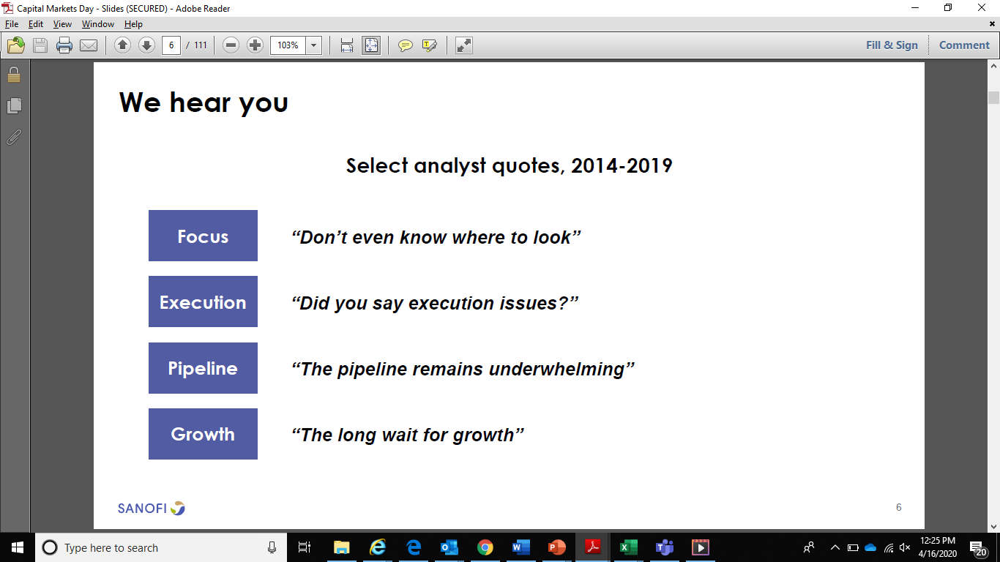 Capital Markets Day - Slides (SECURED) - Adobe Reader
File Edit View Window Help
6 / 111 103% Fill & Sign Comment
We hear you
Select analyst quotes, 2014-2019
Focus “Don’t even know where to look”
Execution “Did you say execution issues?”
Pipeline “The pipeline remains underwhelming”
Growth “The long wait for growth”
SANOFI 6
Type here to search
12:25 PM
4/16/2020
20